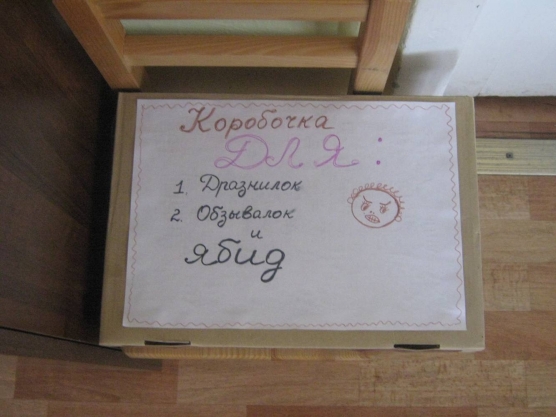 Коробочка
для:
1. Дразнилок
2. Обзывалок
и
ябид